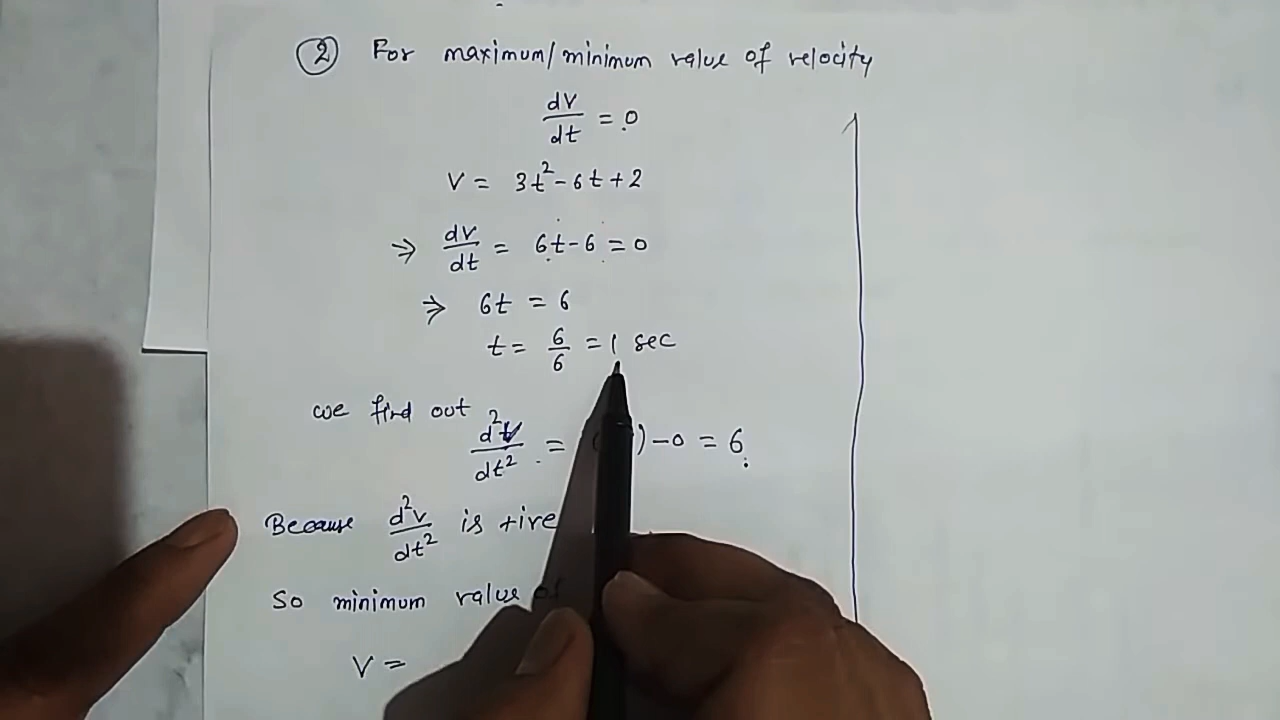 ② For maximum/minimum value of velocity
dv/dt = 0
V = 3t² - 6t + 2
⇒ dv/dt = 6t - 6 = 0
⇒ 6t = 6
t = 6/6 = 1 sec
we find out
d²v/dt² = ) - 0 = 6
Because d²v/dt² is +ive
So minimum value
V =